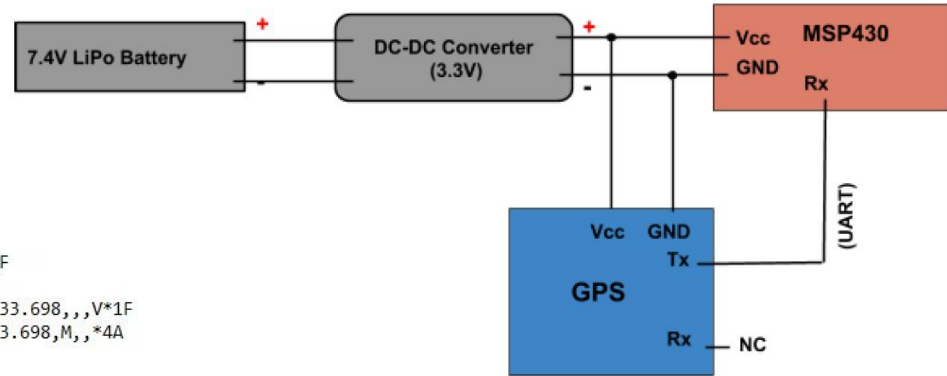 +
7.4V LiPo Battery
-
DC-DC Converter
(3.3V)
+
-
Vcc
MSP430
GND
Rx
(UART)
Vcc
GND
Tx
GPS
Rx
NC
F
33.698,,,V*1F
3.698,M,,*4A